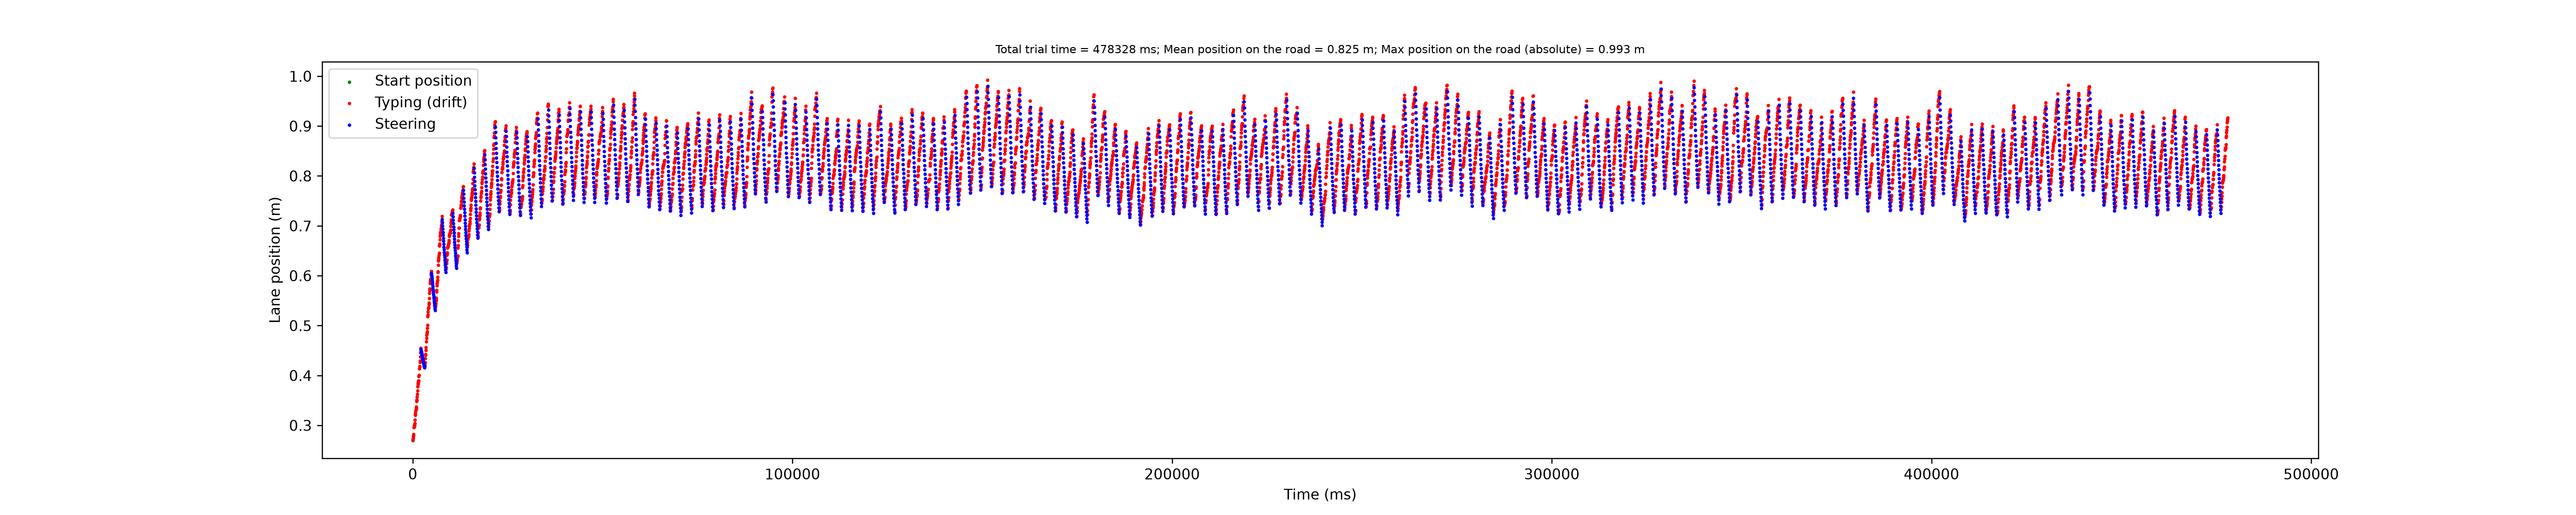 Total trial time = 478328 ms; Mean position on the road = 0.825 m; Max position on the road (absolute) = 0.993 m
Start position
Typing (drift)
Steering
Lane position (m)
1.0
0.9
0.8
0.7
0.6
0.5
0.4
0.3
0 100000 200000 300000 400000 500000
Time (ms)